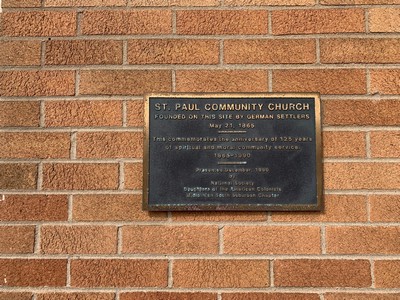 ST. PAUL COMMUNITY CHURCH
FOUNDED ON THIS SITE BY GERMAN SETTLERS
May 21, 1865
This commemorates the anniversary of 125 years
of spiritual and moral community service
1865-1990
Presented December, 1989
BY
National Society
Daughters of the American Colonists
Chapter